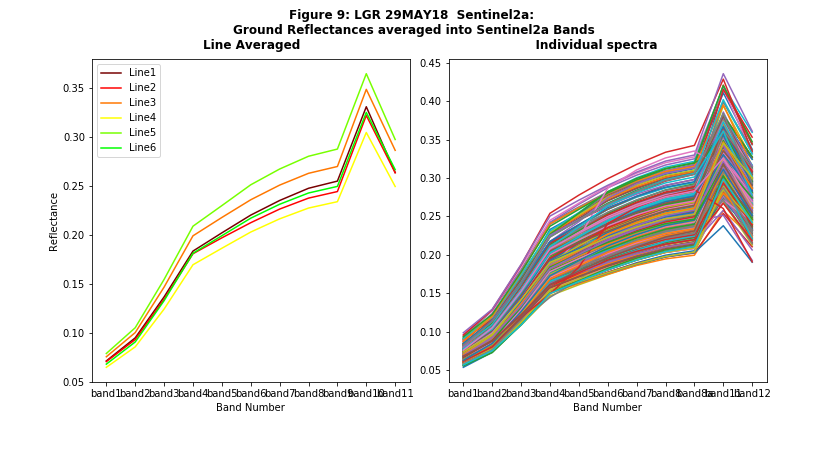 Figure 9: LGR 29MAY18 Sentinel2a:
Ground Reflectances averaged into Sentinel2a Bands
Line Averaged
Individual spectra
Reflectance
0.35
0.30
0.25
0.20
0.15
0.10
0.05
Line1
Line2
Line3
Line4
Line5
Line6
band1 band2 band3 band4 band5 band6 band7 band8 band9 band10 band11
Band Number
0.45
0.40
0.35
0.30
0.25
0.20
0.15
0.10
0.05
band1 band2 band3 band4 band5 band6 band7 band8 band8a band11 band12
Band Number